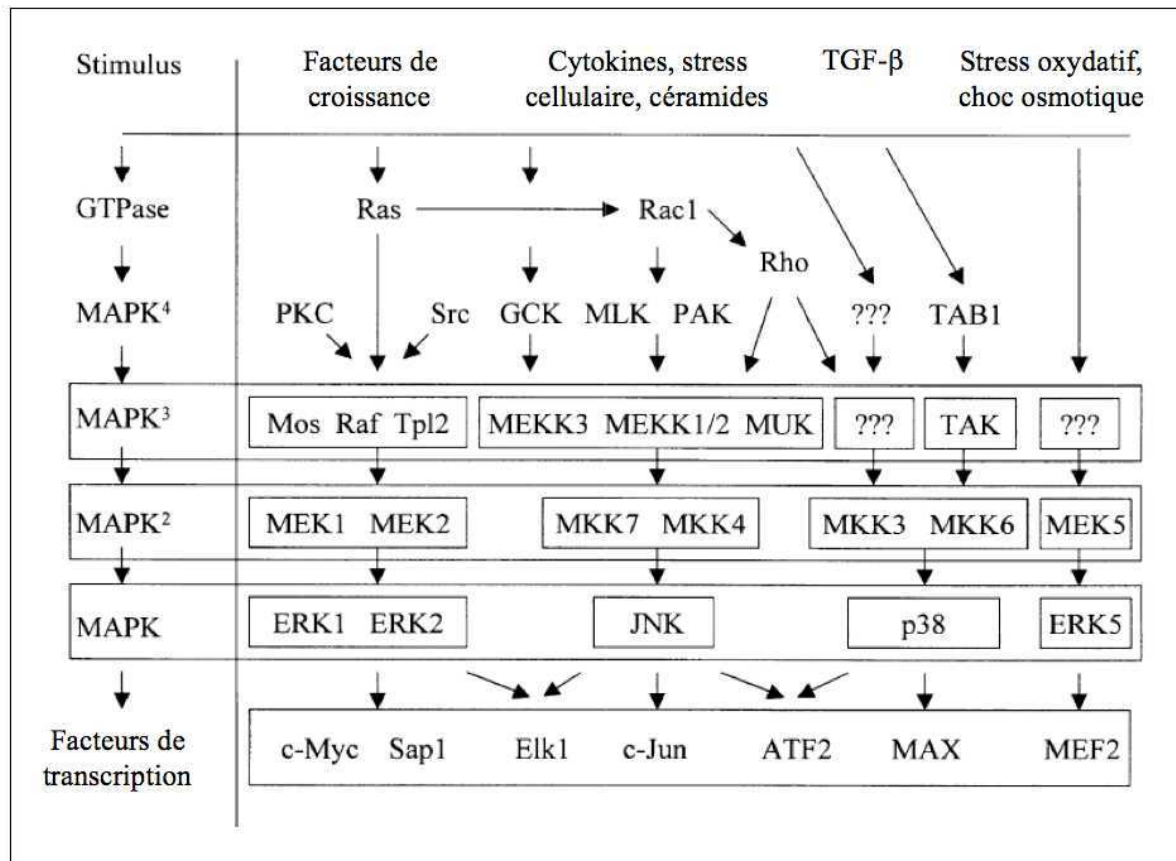 Stimulus
Facteurs de
croissance
Cytokines, stress
cellulaire, céramides
TGF-β
Stress oxydatif,
choc osmotique
GTPase
Ras
Rac1
Rho
MAPK⁴
PKC
Src
GCK
MLK
PAK
???
TAB1
MAPK³
Mos Raf Tpl2
MEKK3 MEKK1/2 MUK
???
TAK
???
MAPK²
MEK1 MEK2
MKK7 MKK4
MKK3 MKK6
MEK5
MAPK
ERK1 ERK2
JNK
p38
ERK5
Facteurs de
transcription
c-Myc
Sap1
Elk1
c-Jun
ATF2
MAX
MEF2